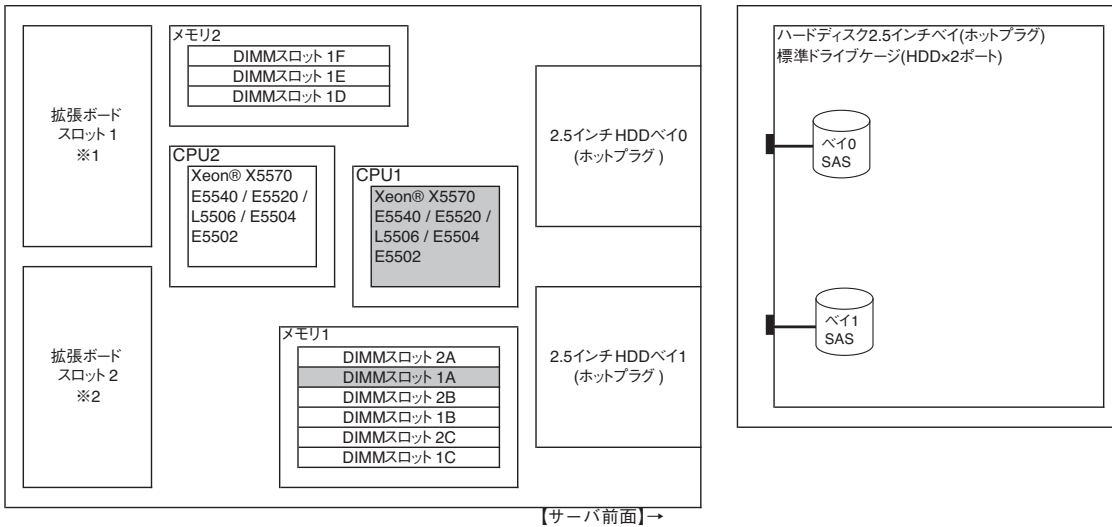 拡張ボード
スロット 1
※1
拡張ボード
スロット 2
※2
メモリ2
DIMMスロット 1F
DIMMスロット 1E
DIMMスロット 1D
CPU2
Xeon® X5570
E5540 / E5520 /
L5506 / E5504
E5502
CPU1
Xeon® X5570
E5540 / E5520 /
L5506 / E5504
E5502
メモリ1
DIMMスロット 2A
DIMMスロット 1A
DIMMスロット 2B
DIMMスロット 1B
DIMMスロット 2C
DIMMスロット 1C
2.5インチ HDDベイ0
(ホットプラグ )
2.5インチ HDDベイ1
(ホットプラグ )
【サーバ前面】→
ハードディスク2.5インチベイ(ホットプラグ)
標準ドライブケージ(HDD×2ポート)
ベイ0
SAS
ベイ1
SAS